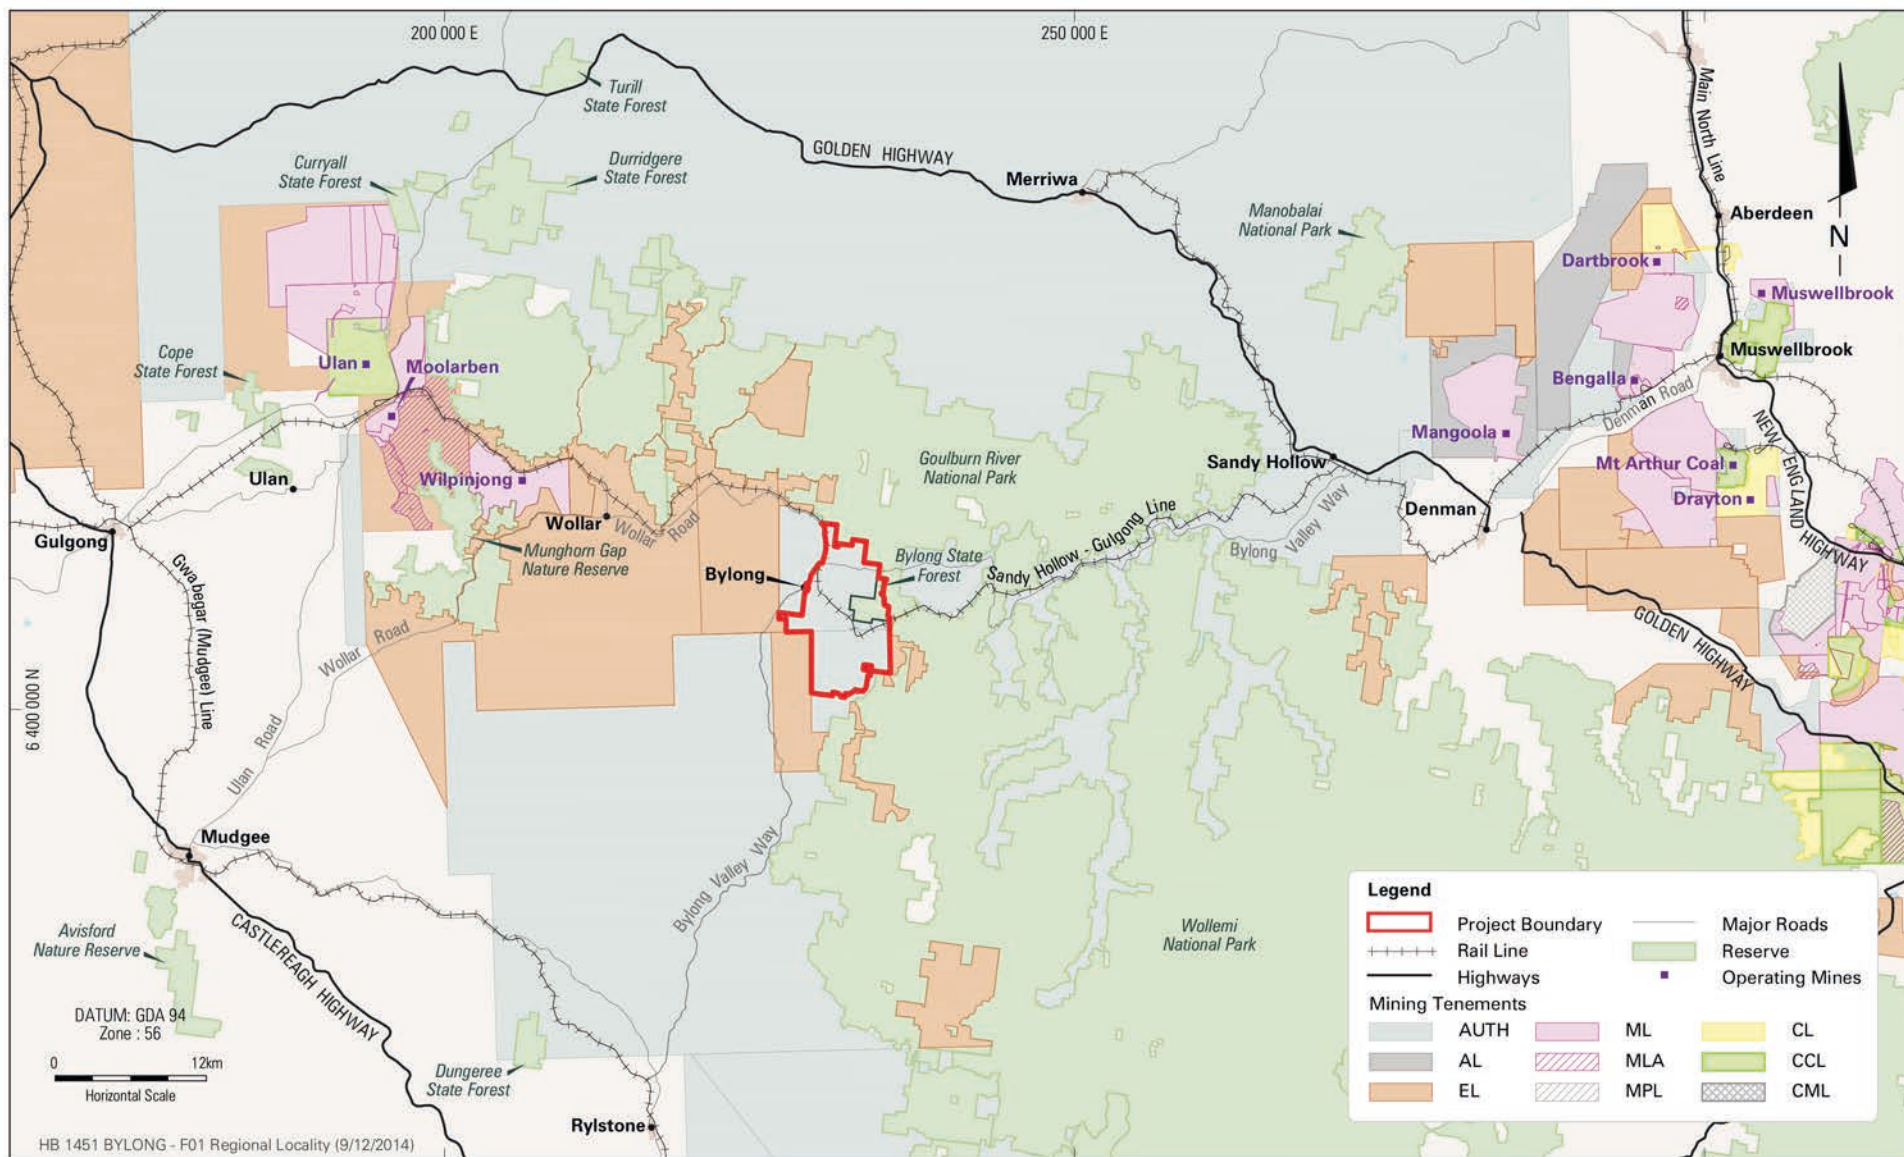 200 000 E
250 000 E
Turill
State Forest
Main North Line
GOLDEN HIGHWAY
Curryall
State Forest
Durridgere
State Forest
Merriwa
Manobalai
National Park
Aberdeen
N
Dartbrook
Muswellbrook
Cope
State Forest
Ulan
Moolarben
Muswellbrook
Bengalla
Denman Road
NEW ENGLAND HIGHWAY
Mangoola
Goulburn River
National Park
Sandy Hollow
Mt Arthur Coal
Ulan
Wilpinjong
Drayton
Wollar
Wollar Road
Denman
Gulgong
Munghorn Gap
Nature Reserve
Bylong Valley Way
Bylong State
Forest
Sandy Hollow - Gulgong Line
Bylong
Gwabegar (Mudgee) Line
Wollar Road
GOLDEN HIGHWAY
6 400 000 N
Ulan Road
Mudgee
Bylong Valley Way
Avisford
Nature Reserve
CASTLEREAGH HIGHWAY
Wollemi
National Park
DATUM: GDA 94
Zone : 56
0 12km
Horizontal Scale
Dungeree
State Forest
Rylstone
Legend
Project Boundary
Major Roads
Rail Line
Reserve
Highways
Operating Mines
Mining Tenements
AUTH ML CL
AL MLA CCL
EL MPL CML
HB 1451 BYLONG - F01 Regional Locality (9/12/2014)